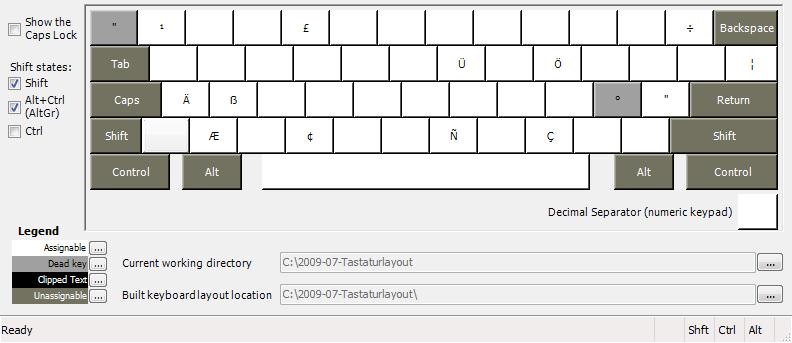 Show the
Caps Lock
" ¹ £ ÷ Backspace
Shift states:
Tab Ü Ö ¦
Shift
Alt+Ctrl
(AltGr)
Caps Ä ß ° " Return
Ctrl
Shift Æ ¢ Ñ Ç Shift
Control Alt Alt Control
Decimal Separator (numeric keypad)
Legend
Assignable ...
Dead key ...
Clipped Text ...
Unassignable ...
Current working directory C:\2009-07-Tastaturlayout ...
Built keyboard layout location C:\2009-07-Tastaturlayout\ ...
Ready Shft Ctrl Alt